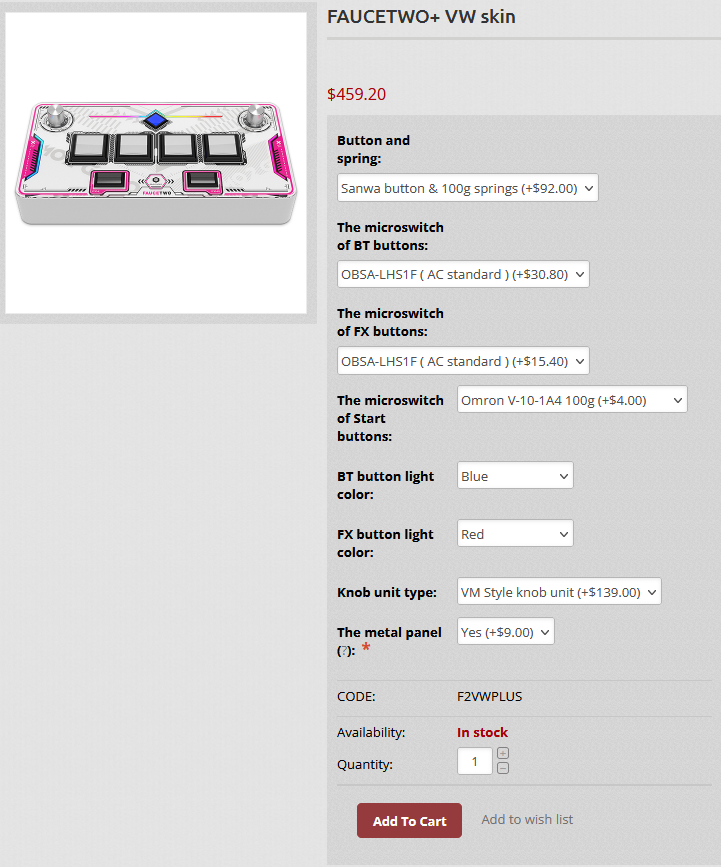 FAUCETWO+ VW skin
FAUCETWO
$459.20
Button and
spring:
Sanwa button & 100g springs (+$92.00)
The microswitch
of BT buttons:
OBSA-LHS1F ( AC standard ) (+$30.80)
The microswitch
of FX buttons:
OBSA-LHS1F ( AC standard ) (+$15.40)
The microswitch
of Start
buttons:
Omron V-10-1A4 100g (+$4.00)
BT button light
color:
Blue
FX button light
color:
Red
Knob unit type:
VM Style knob unit (+$139.00)
The metal panel
(?): *
Yes (+$9.00)
CODE:
F2VWPLUS
Availability:
In stock
Quantity:
1
Add To Cart
Add to wish list